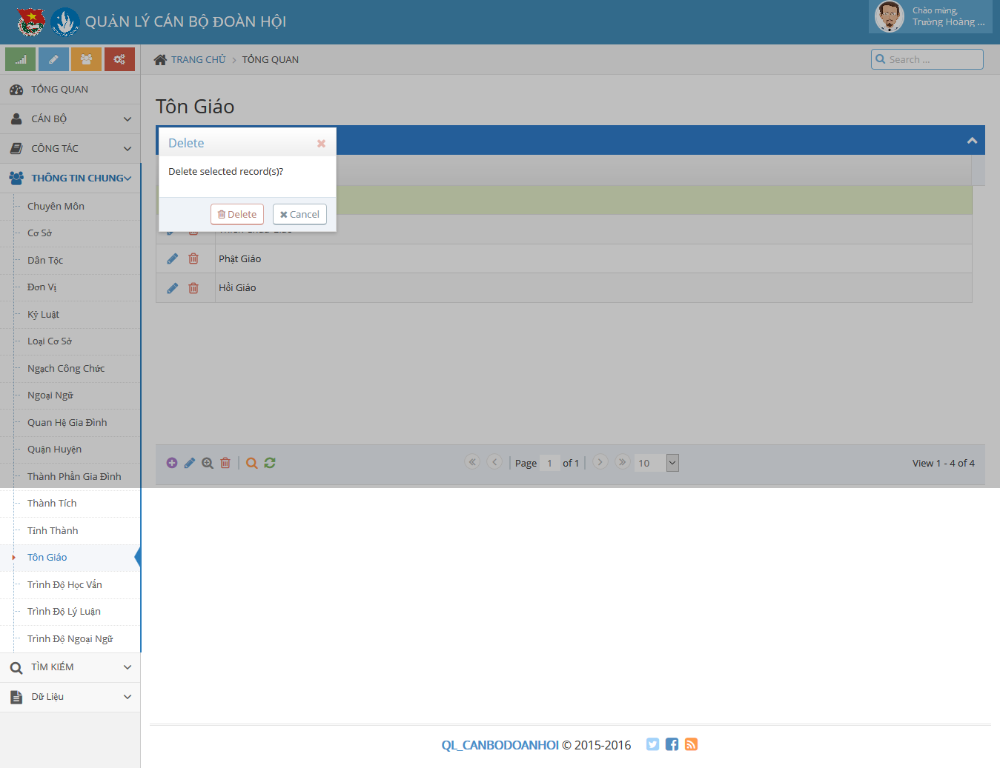 QUẢN LÝ CÁN BỘ ĐOÀN HỘI
Chào mừng,
Trường Hoàng ...
TRANG CHỦ > TỔNG QUAN
Search ...
TỔNG QUAN
CÁN BỘ
CÔNG TÁC
THÔNG TIN CHUNG
Chuyên Môn
Cơ Sở
Dân Tộc
Đơn Vị
Kỷ Luật
Loại Cơ Sở
Ngạch Công Chức
Ngoại Ngữ
Quan Hệ Gia Đình
Quận Huyện
Thành Phần Gia Đình
Thành Tích
Tỉnh Thành
Tôn Giáo
Trình Độ Học Vấn
Trình Độ Lý Luận
Trình Độ Ngoại Ngữ
TÌM KIẾM
Dữ Liệu
Tôn Giáo
Delete
Delete selected record(s)?
Delete
Cancel
Phật Giáo
Hồi Giáo
Page 1 of 1
10
View 1 - 4 of 4
QL_CANBODOANHOI © 2015-2016